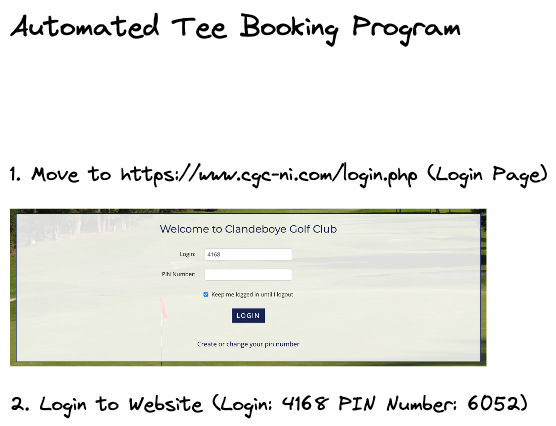 Automated Tee Booking Program
1. Move to https://www.cgc-ni.com/login.php (Login Page)
Welcome to Clandeboye Golf Club
Login: 4168
PIN Number:
Keep me logged in until I logout
LOGIN
Create or change your pin number
2. Login to Website (Login: 4168 PIN Number: 6052)